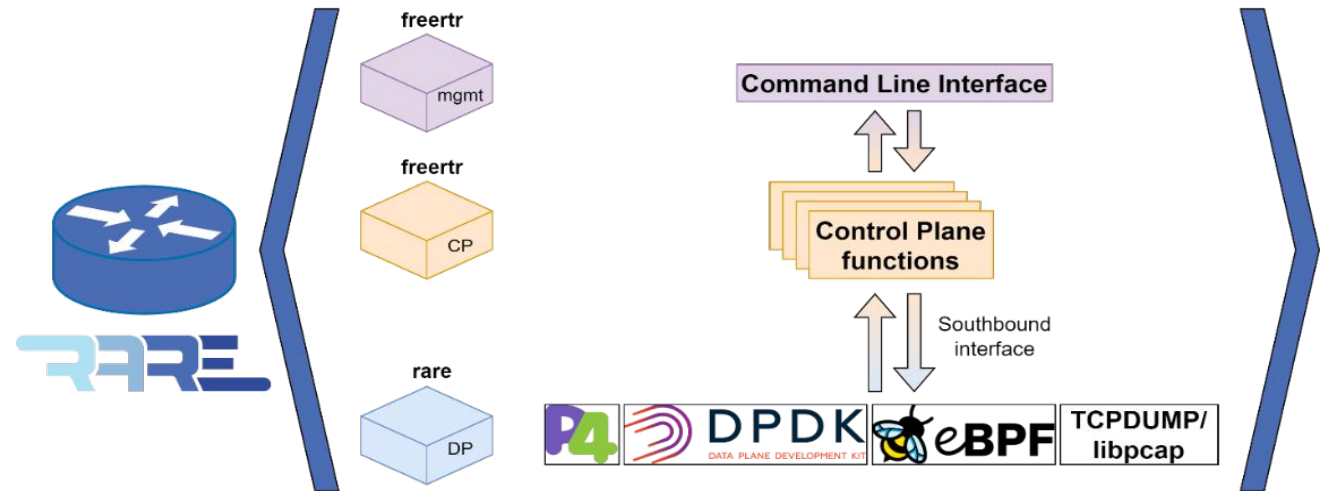 freertr
mgmt
Command Line Interface
freertr
CP
Control Plane
functions
Southbound
interface
RARE
rare
DP
P4
DPDK
DATA PLANE DEVELOPMENT KIT
eBPF
TCPDUMP/
libpcap